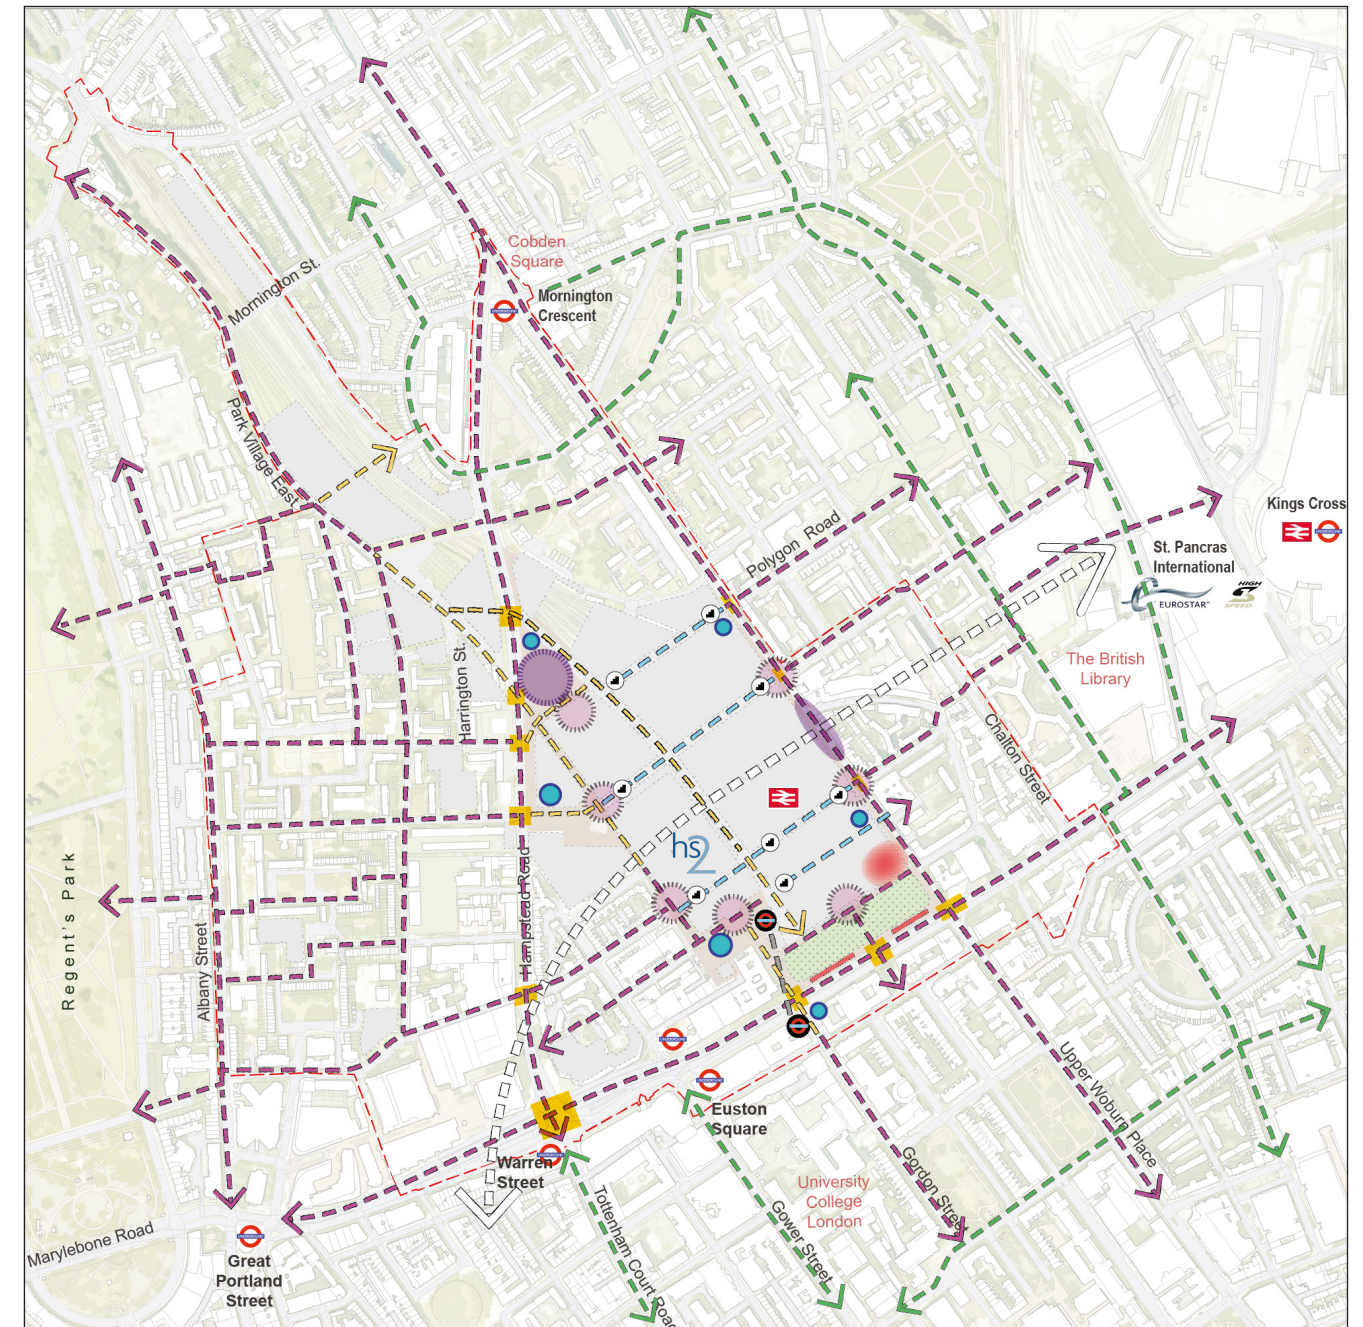 Cobden
Square
Mornington St.
Mornington
Crescent
Park Village East
Kings Cross
UNDERGROUND
Polygon Road
St. Pancras
International
EUROSTAR™
HIGH
SPEED
Harrington St.
The British
Library
Chalton Street
hs2
Regent's Park
Albany Street
Hampstead Road
Upper Woburn Place
Euston
Square
Warren
Street
Gordon Street
University
College
London
Gower Street
Tottenham Court Road
Marylebone Road
Great
Portland
Street